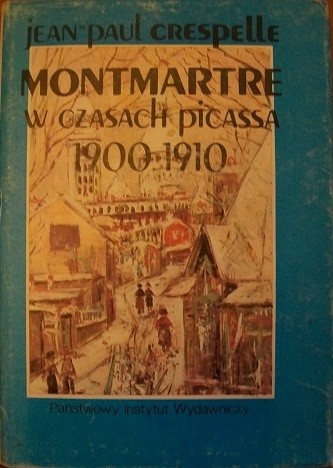 jean-paul crespelle
MONTMARTRE
w czasach picassa
1900-1910
Państwowy Instytut Wydawniczy